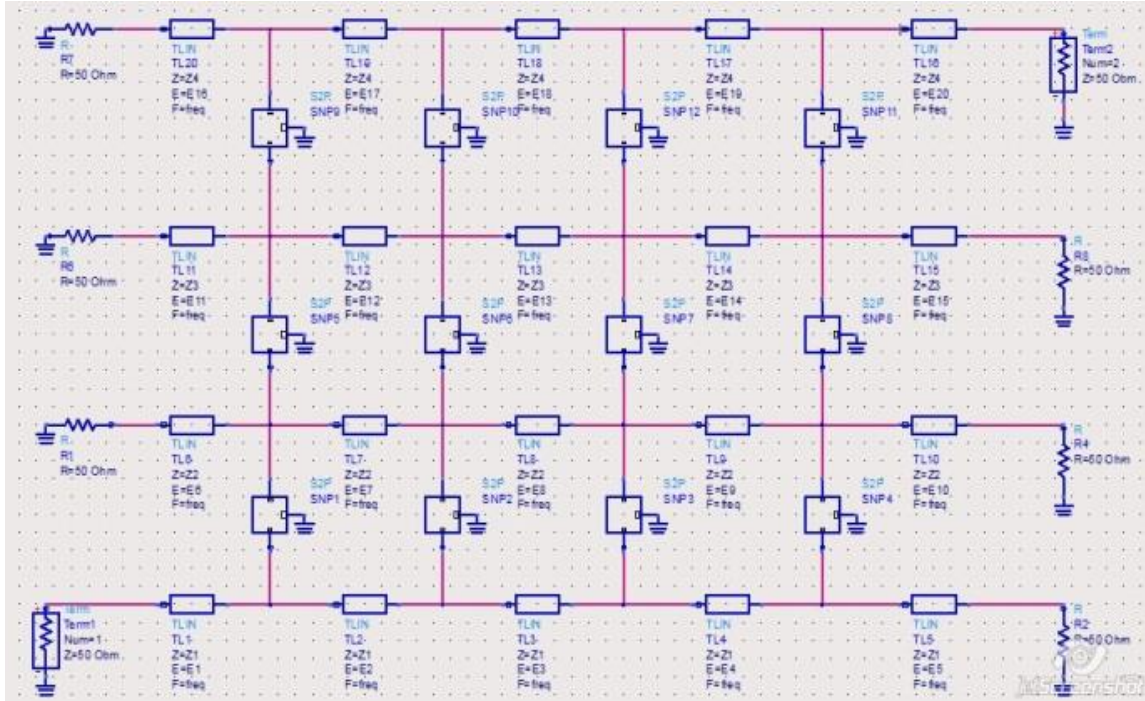 R
R7
R=50 Ohm
TLIN
TL20
Z=Z4
E=E16
F=freq
TLIN
TL19
Z=Z4
E=E17
F=freq
TLIN
TL18
Z=Z4
E=E18
F=freq
TLIN
TL17
Z=Z4
E=E19
F=freq
TLIN
TL16
Z=Z4
E=E20
F=freq
Term
Term2
Num=2
Z=50 Ohm
S2P
SNP9
S2P
SNP10
S2P
SNP12
S2P
SNP11
R
R6
R=50 Ohm
TLIN
TL11
Z=Z3
E=E11
F=freq
TLIN
TL12
Z=Z3
E=E12
F=freq
TLIN
TL13
Z=Z3
E=E13
F=freq
TLIN
TL14
Z=Z3
E=E14
F=freq
TLIN
TL15
Z=Z3
E=E15
F=freq
R
R=50 Ohm
S2P
SNP5
S2P
SNP6
S2P
SNP7
S2P
R
R1
R=50 Ohm
TLIN
TL6
Z=Z2
E=E6
F=freq
TLIN
TL7
Z=Z2
E=E7
F=freq
TLIN
TL8
Z=Z2
E=E8
F=freq
TLIN
TL9
Z=Z2
E=E9
F=freq
TLIN
TL10
Z=Z2
E=E10
F=freq
R
R4
R=50 Ohm
S2P
SNP1
S2P
SNP2
S2P
SNP3
S2P
SNP4
Term
Term1
Num=1
Z=50 Ohm
TLIN
TL1
Z=Z1
E=E1
F=freq
TLIN
TL2
Z=Z1
E=E2
F=freq
TLIN
TL3
Z=Z1
E=E3
F=freq
TLIN
TL4
Z=Z1
E=E4
F=freq
TLIN
TL5
Z=Z1
E=E5
F=freq
R
R2
R=50 Ohm